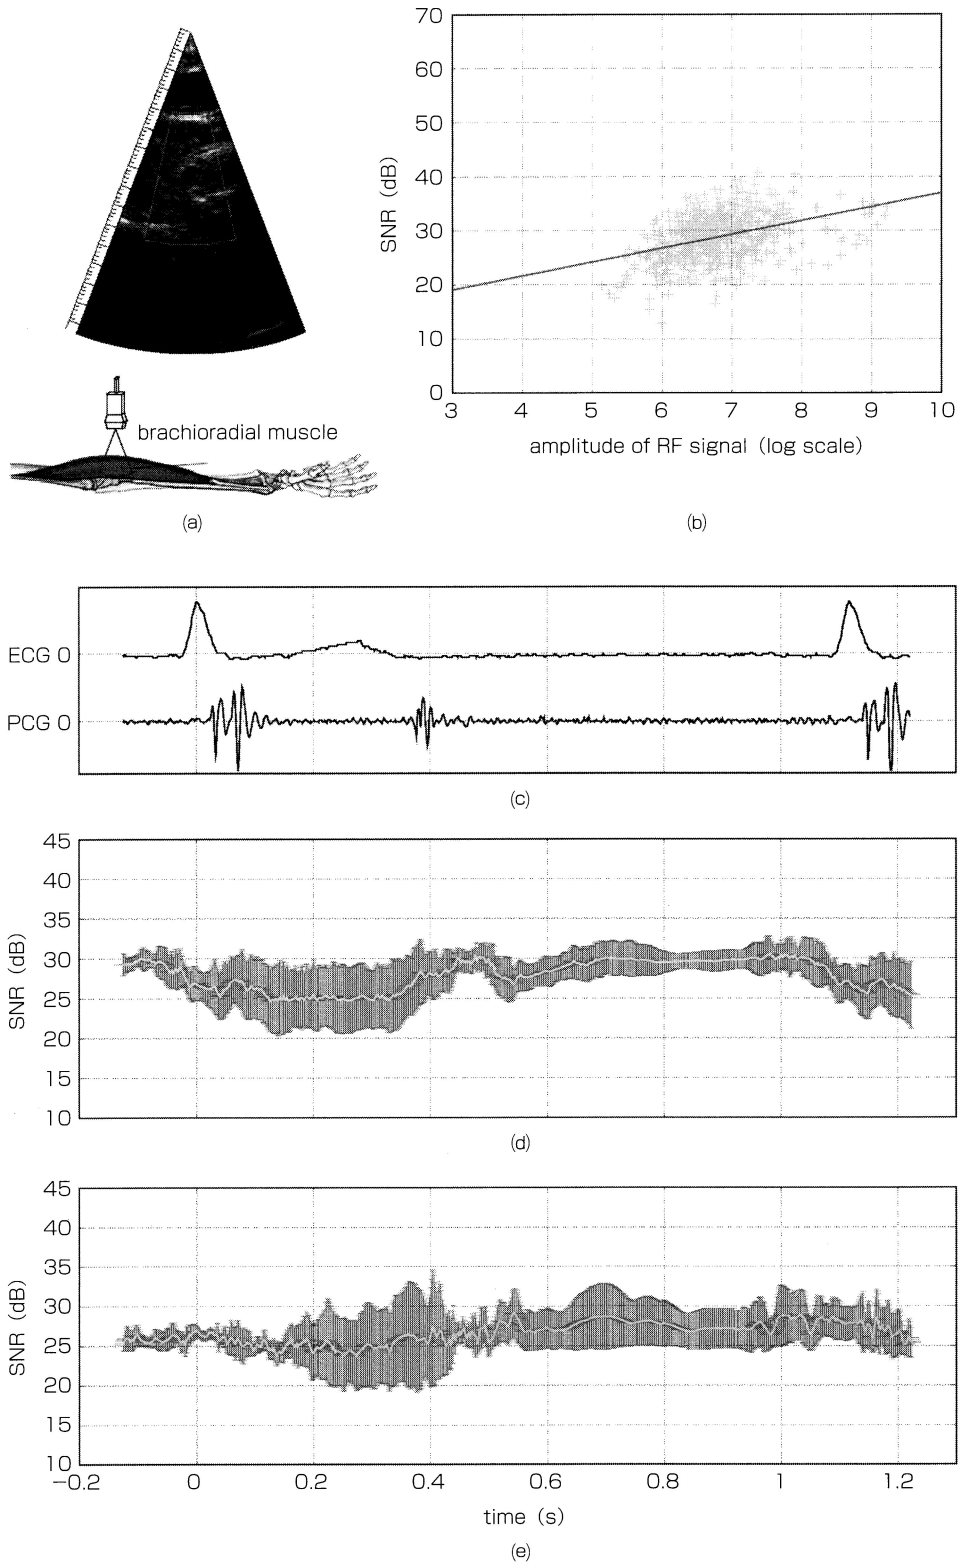 70
60
50
40
30
20
10
0
SNR (dB)
3 4 5 6 7 8 9 10
amplitude of RF signal (log scale)
brachioradial muscle
(a)
(b)
ECG 0
PCG 0
(c)
45
40
35
30
25
20
15
10
SNR (dB)
(d)
45
40
35
30
25
20
15
10
SNR (dB)
−0.2 0 0.2 0.4 0.6 0.8 1 1.2
time (s)
(e)